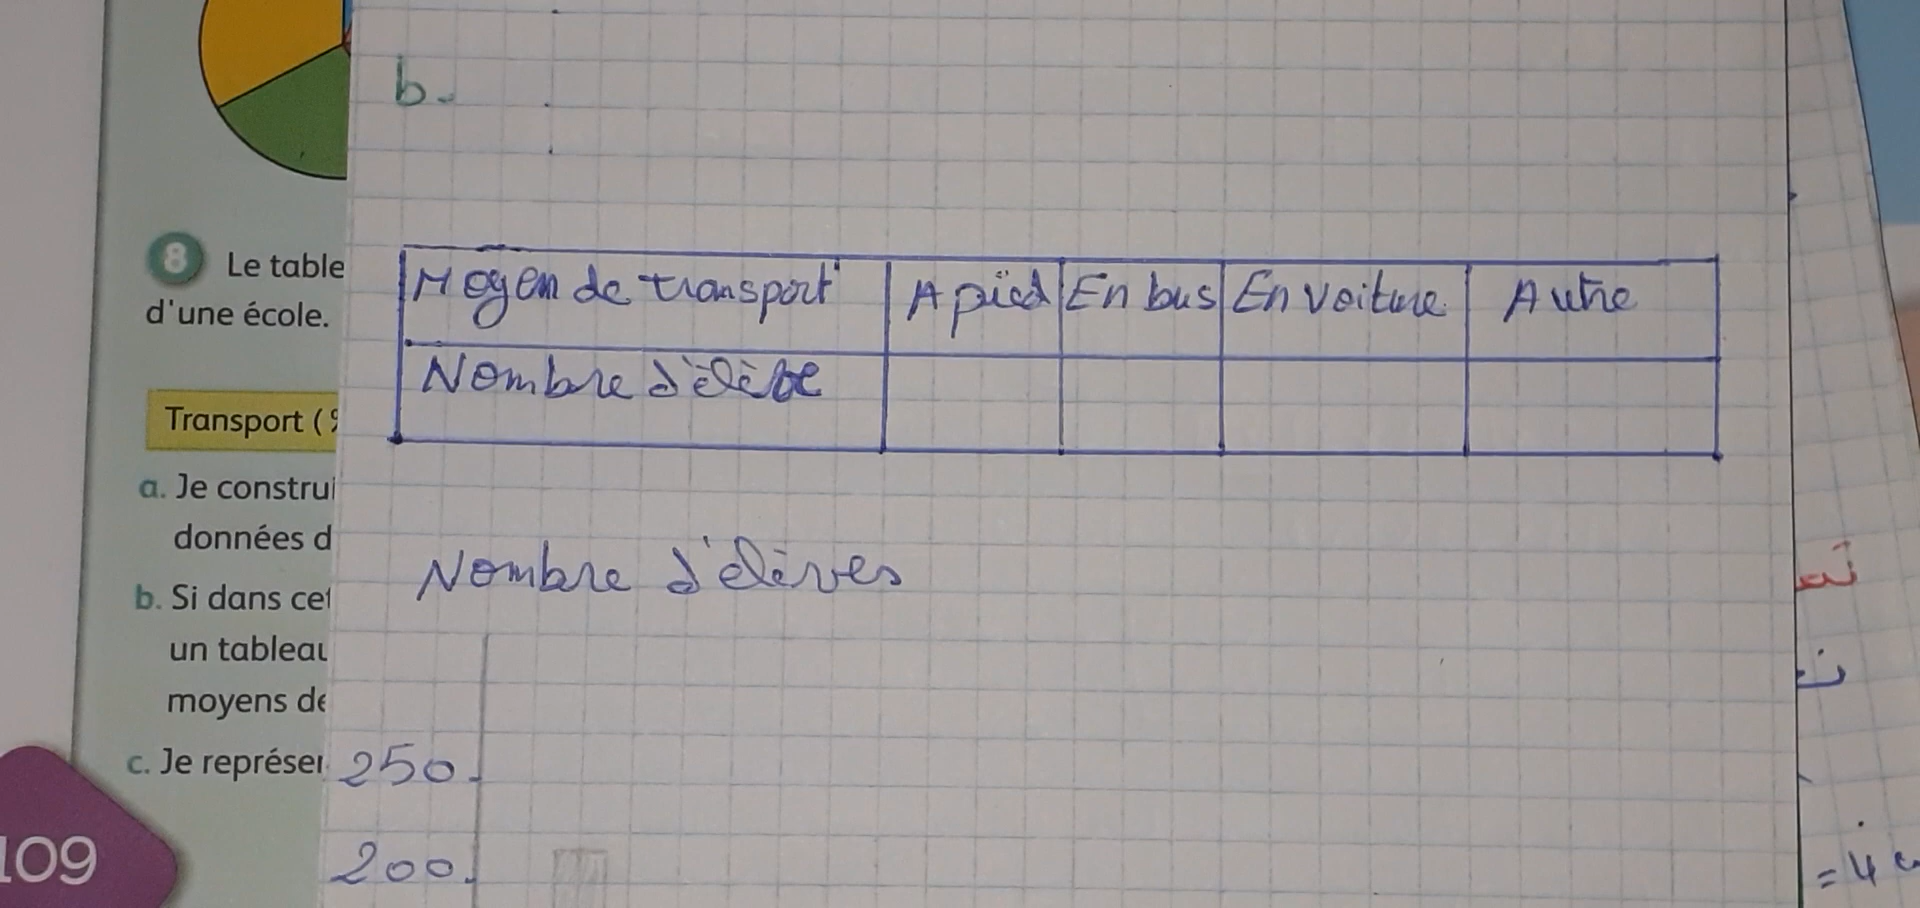 b.
8 Le table
d'une école.
Moyen de transport A pied En bus En voiture Autre
Nombre d'élève
Transport (
a. Je construi
données d
Nombre d'élèves
b. Si dans cet
un tableau
moyens de
c. Je représen
250
200
109
= 4 c